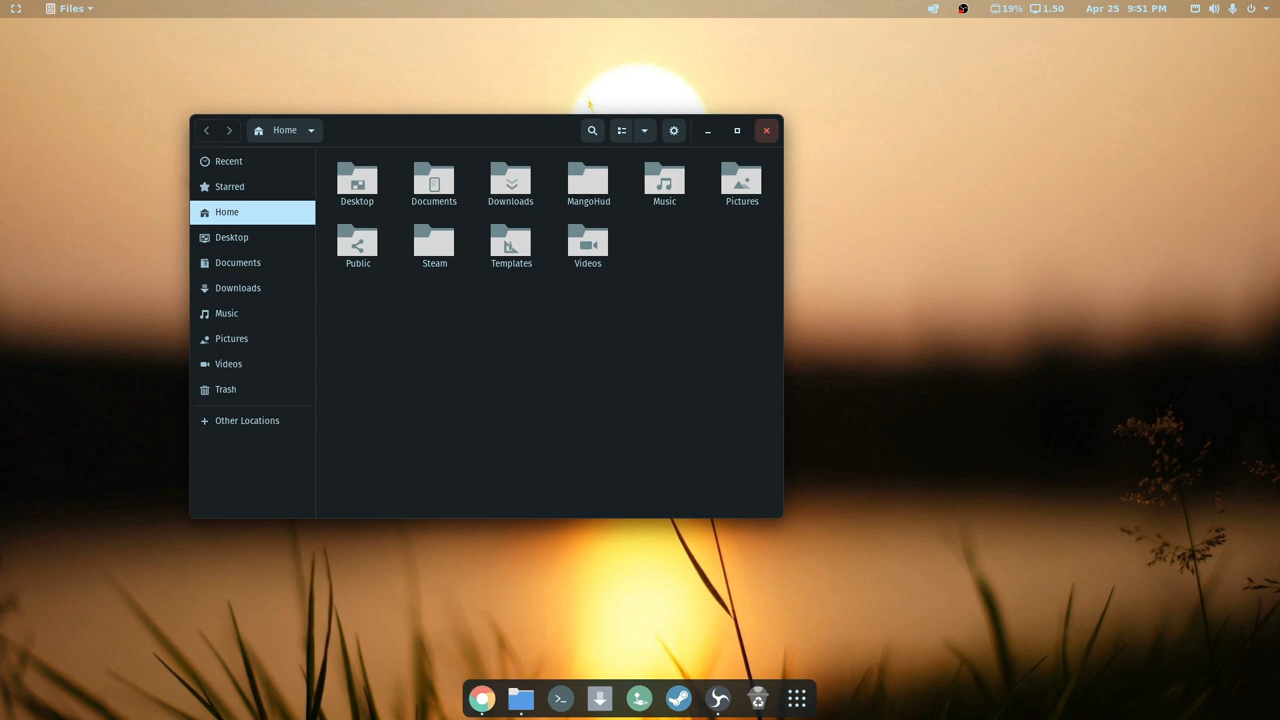 Files 19% 1.50 Apr 25 9:51 PM
Home
Recent
Starred
Home
Desktop
Documents
Downloads
Music
Pictures
Videos
Trash
Other Locations
Desktop Documents Downloads MangoHud Music Pictures
Public Steam Templates Videos